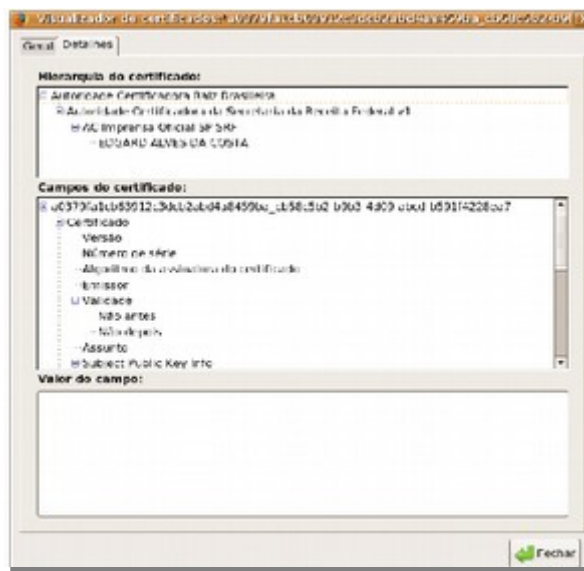 Visualizador de certificados:
Geral Detalhes
Hierarquia do certificado:
Autoridade Certificadora Raiz Brasileira
Autoridade Certificadora da Secretaria da Receita Federal v1
AC Imprensa Oficial SP SRF
EDGARD ALVES DA COSTA
Campos do certificado:
Certificado
Versão
Número de série
Algoritmo da assinatura do certificado
Emissor
Validade
Não antes
Não depois
Assunto
Subject Public Key Info
Valor do campo:
Fechar